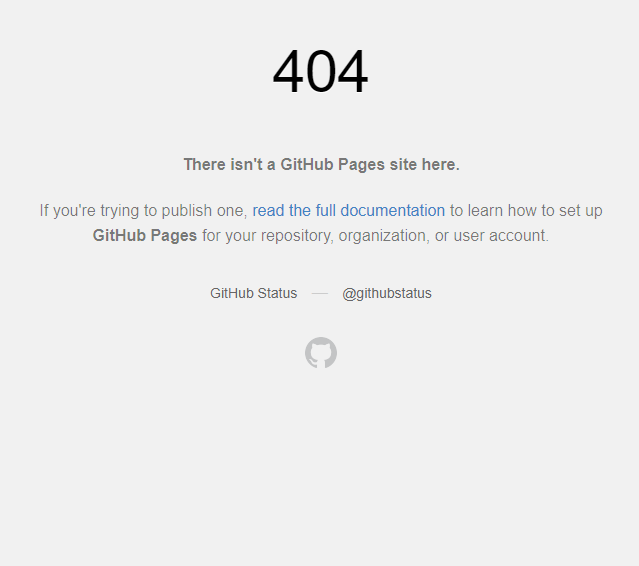 404
There isn't a GitHub Pages site here.
If you're trying to publish one, read the full documentation to learn how to set up
GitHub Pages for your repository, organization, or user account.
GitHub Status — @githubstatus